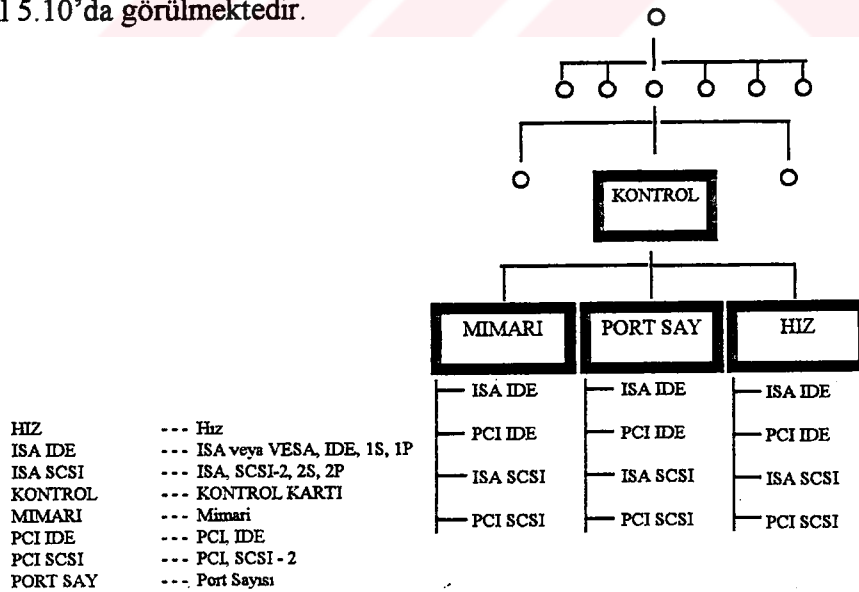 l 5.10'da görülmektedir.
KONTROL
MIMARI
PORT SAY
HIZ
ISA IDE
PCI IDE
ISA SCSI
PCI SCSI
ISA IDE
PCI IDE
ISA SCSI
PCI SCSI
ISA IDE
PCI IDE
ISA SCSI
PCI SCSI
HIZ --- Hız
ISA IDE --- ISA veya VESA, IDE, 1S, 1P
ISA SCSI --- ISA, SCSI-2, 2S, 2P
KONTROL --- KONTROL KARTI
MIMARI --- Mimari
PCI IDE --- PCI, IDE
PCI SCSI --- PCI, SCSI - 2
PORT SAY --- Port Sayısı